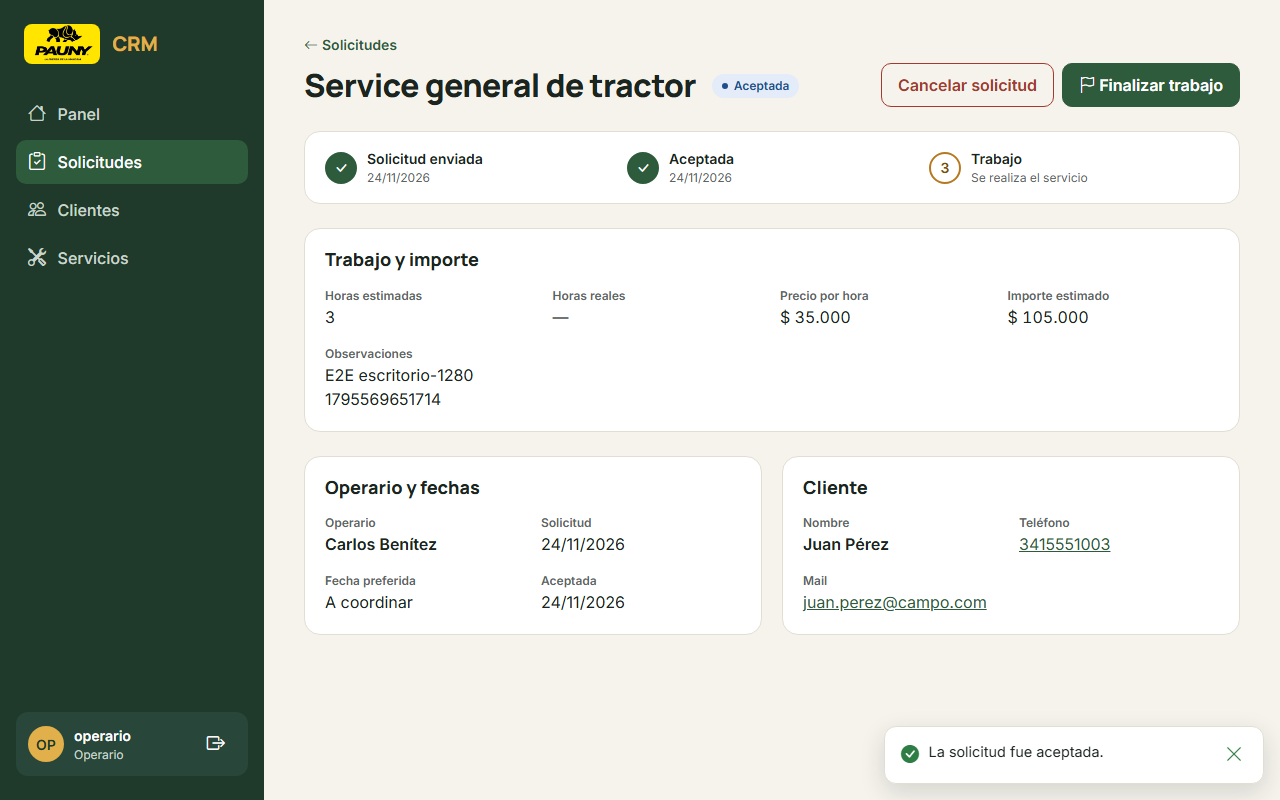 PAUNY
CRM
Panel
Solicitudes
Clientes
Servicios
OP
operario
Operario
← Solicitudes
Service general de tractor
Aceptada
Cancelar solicitud
Finalizar trabajo
Solicitud enviada
24/11/2026
Aceptada
24/11/2026
3
Trabajo
Se realiza el servicio
Trabajo y importe
Horas estimadas
3
Horas reales
—
Precio por hora
$ 35.000
Importe estimado
$ 105.000
Observaciones
E2E escritorio-1280
1795569651714
Operario y fechas
Operario
Carlos Benítez
Solicitud
24/11/2026
Fecha preferida
A coordinar
Aceptada
24/11/2026
Cliente
Nombre
Juan Pérez
Teléfono
3415551003
Mail
juan.perez@campo.com
La solicitud fue aceptada.